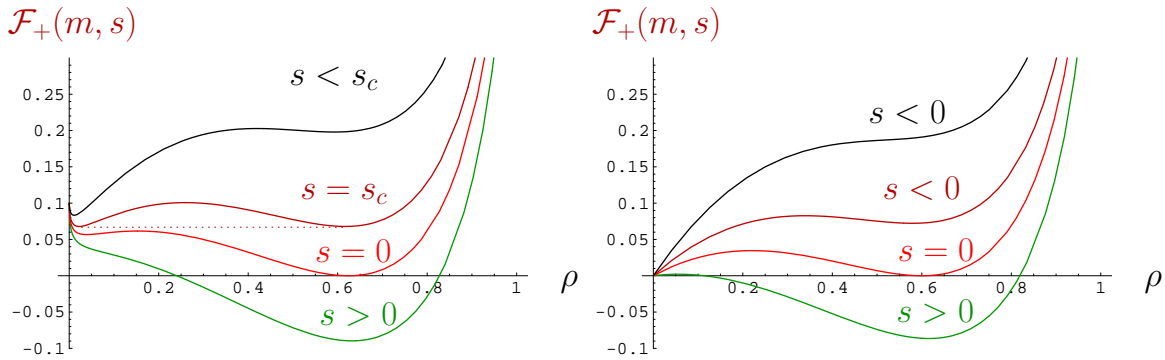 𝓕₊(m, s)
0.25
0.2
0.15
0.1
0.05
-0.05
-0.1
0.2 0.4 0.6 0.8 1
ρ
s < s_c
s = s_c
s = 0
s > 0
𝓕₊(m, s)
0.25
0.2
0.15
0.1
0.05
-0.05
-0.1
0.2 0.4 0.6 0.8 1
ρ
s < 0
s < 0
s = 0
s > 0